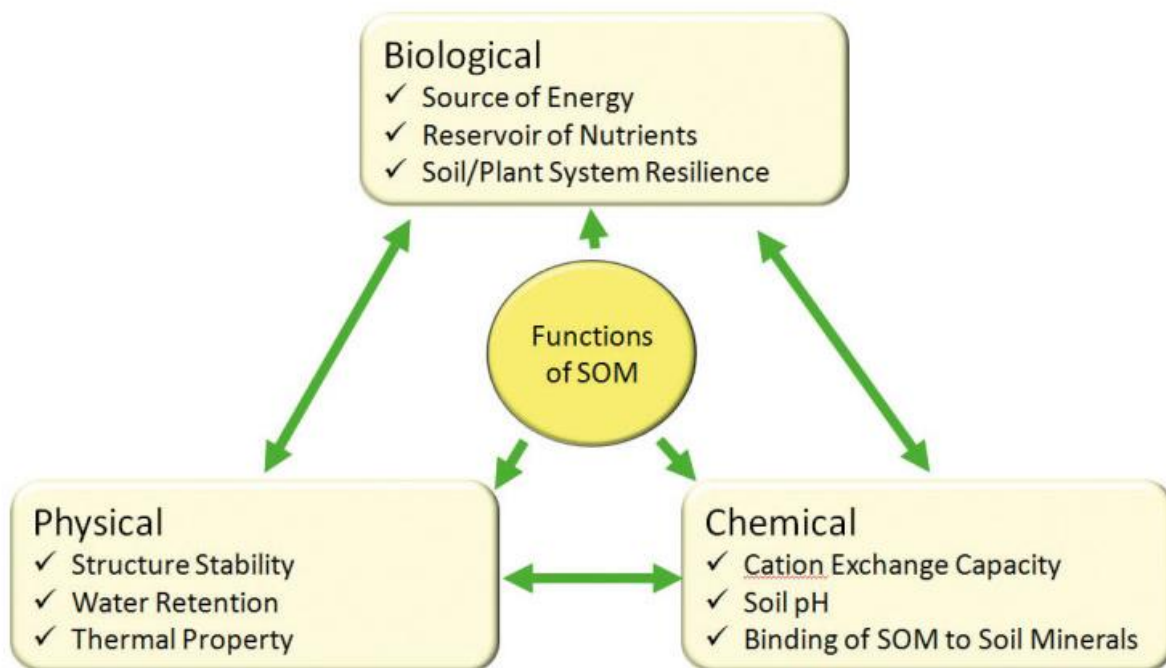 Biological
✓ Source of Energy
✓ Reservoir of Nutrients
✓ Soil/Plant System Resilience
Functions
of SOM
Physical
✓ Structure Stability
✓ Water Retention
✓ Thermal Property
Chemical
✓ Cation Exchange Capacity
✓ Soil pH
✓ Binding of SOM to Soil Minerals